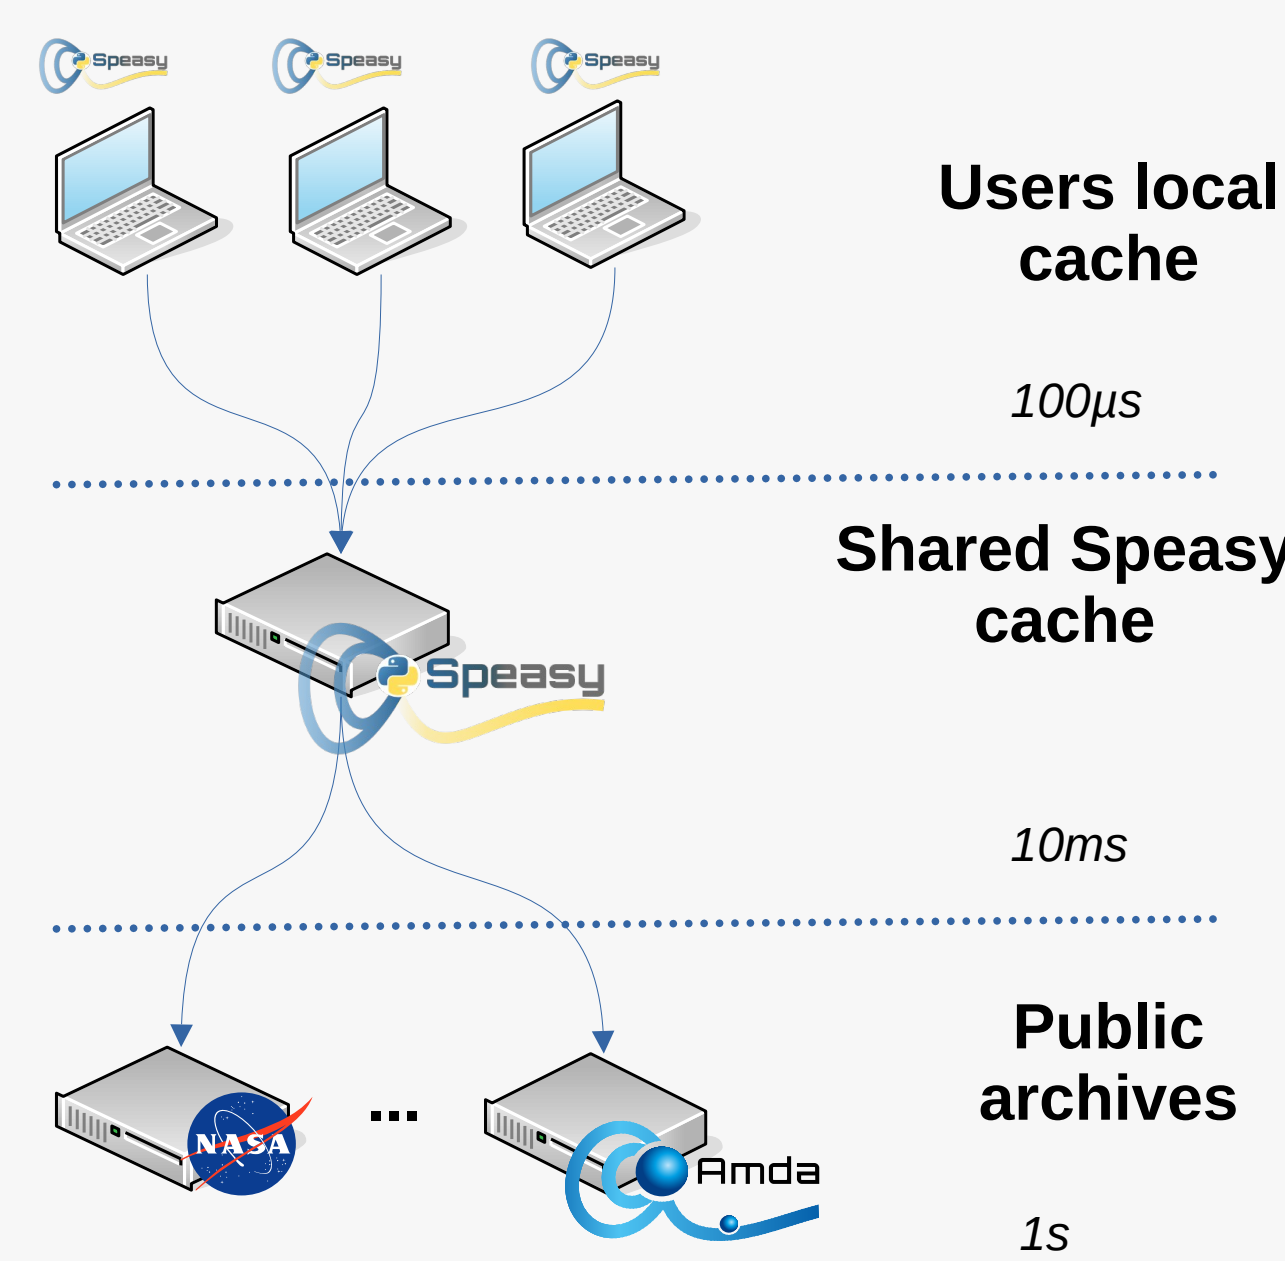 Speasy Speasy Speasy
Users local
cache
100µs
Shared Speasy
cache
Speasy
10ms
Public
archives
NASA ... Amda
1s